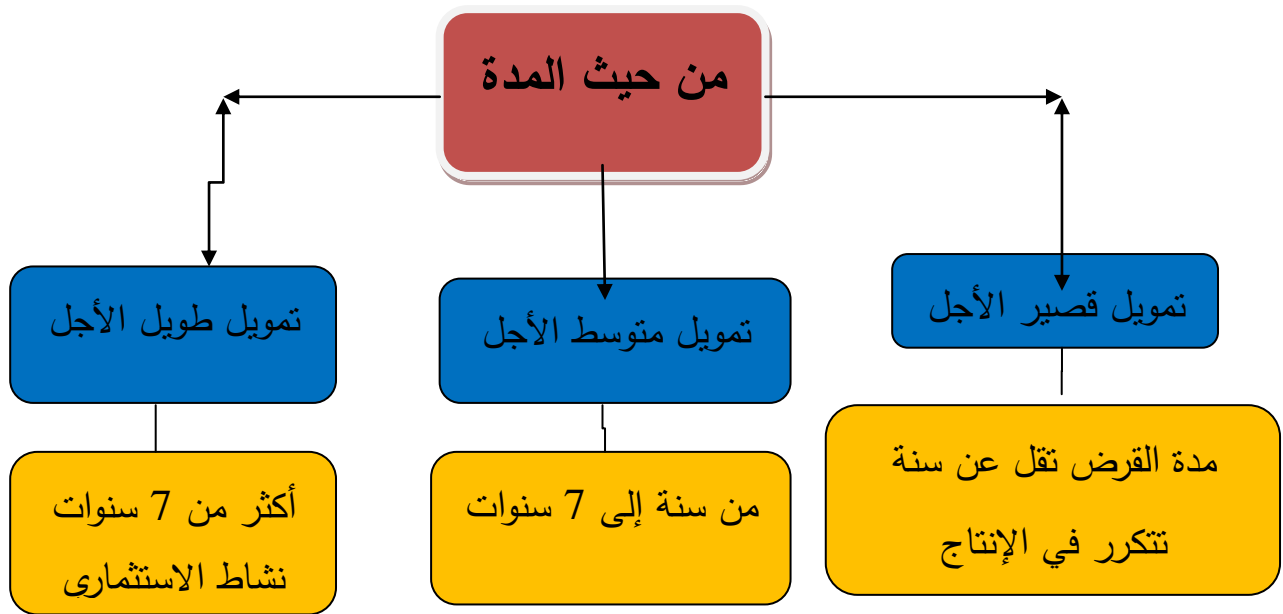 من حيث المدة
تمويل قصير الأجل
تمويل متوسط الأجل
تمويل طويل الأجل
مدة القرض تقل عن سنة
تتكرر في الإنتاج
من سنة إلى 7 سنوات
أكثر من 7 سنوات
نشاط الاستثماري